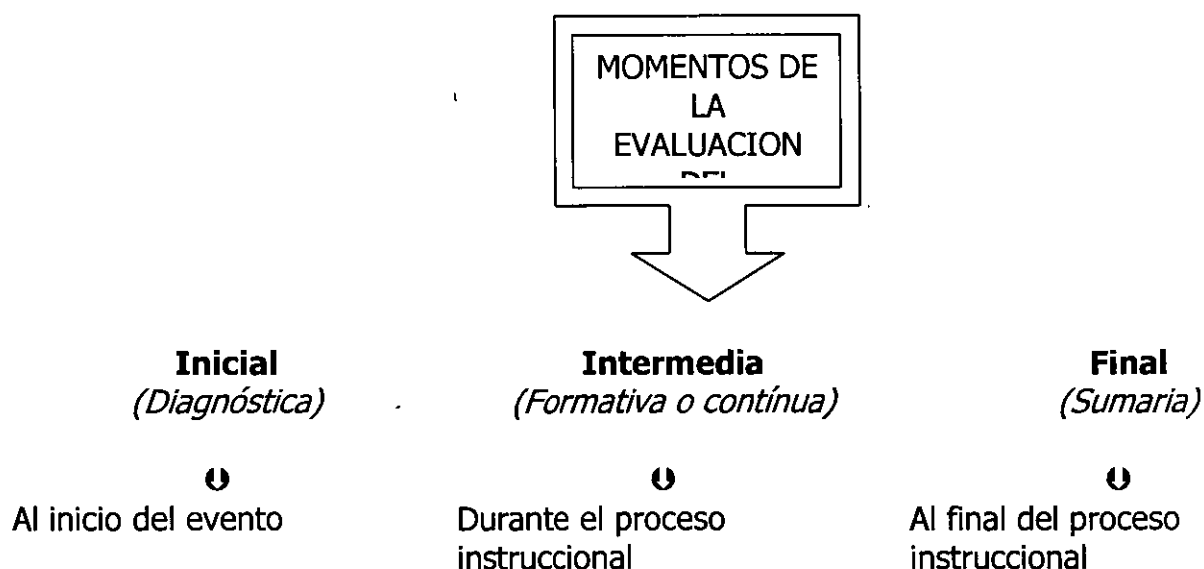 MOMENTOS DE
LA
EVALUACION
Inicial
(Diagnóstica)
Al inicio del evento
Intermedia
(Formativa o contínua)
Durante el proceso
instruccional
Final
(Sumaria)
Al final del proceso
instruccional